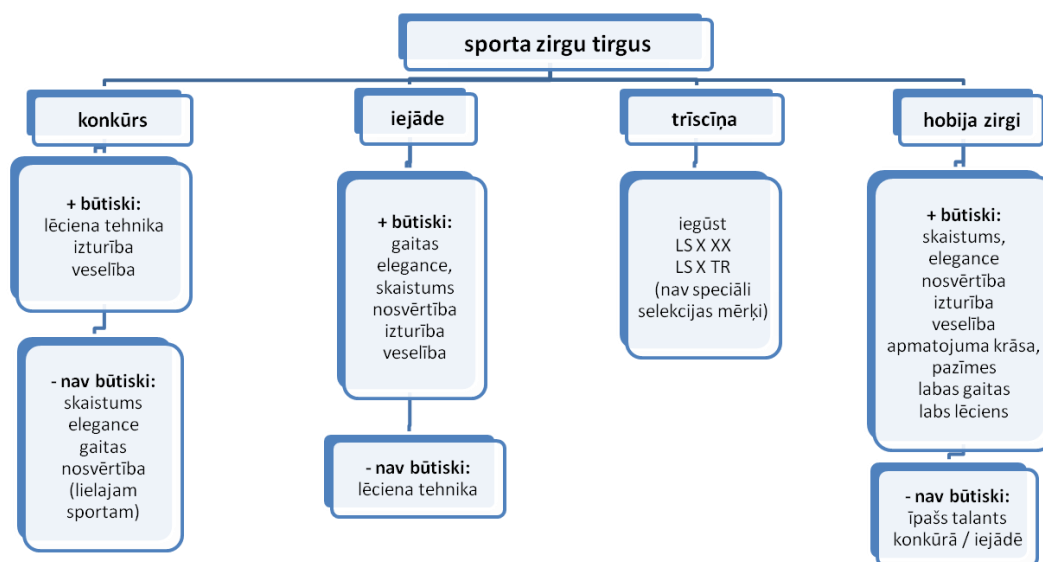 sporta zirgu tirgus
konkūrs
+ būtiski:
lēciena tehnika
izturība
veselība
- nav būtiski:
skaistums
elegance
gaitas
nosvērtība
(lielajam
sportam)
iejāde
+ būtiski:
gaitas
elegance,
skaistums
nosvērtība
izturība
veselība
- nav būtiski:
lēciena tehnika
trīscīņa
iegūst
LS X XX
LS X TR
(nav speciāli
selekcijas mērķi)
hobija zirgi
+ būtiski:
skaistums,
elegance
nosvērtība
izturība
veselība
apmatojuma krāsa,
pazīmes
labas gaitas
labs lēciens
- nav būtiski:
īpašs talants
konkūrā / iejādē